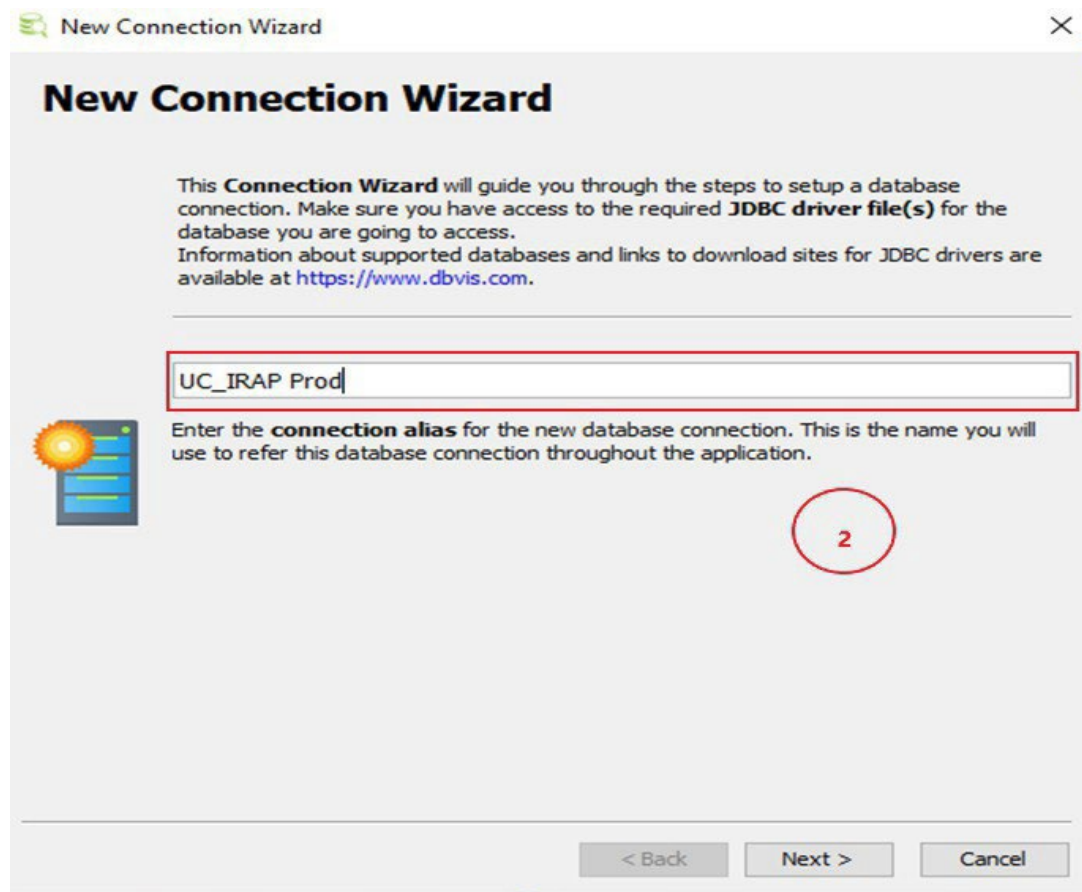 New Connection Wizard
New Connection Wizard
This Connection Wizard will guide you through the steps to setup a database
connection. Make sure you have access to the required JDBC driver file(s) for the
database you are going to access.
Information about supported databases and links to download sites for JDBC drivers are
available at https://www.dbvis.com.
UC_IRAP Prod
Enter the connection alias for the new database connection. This is the name you will
use to refer this database connection throughout the application.
2
< Back Next > Cancel